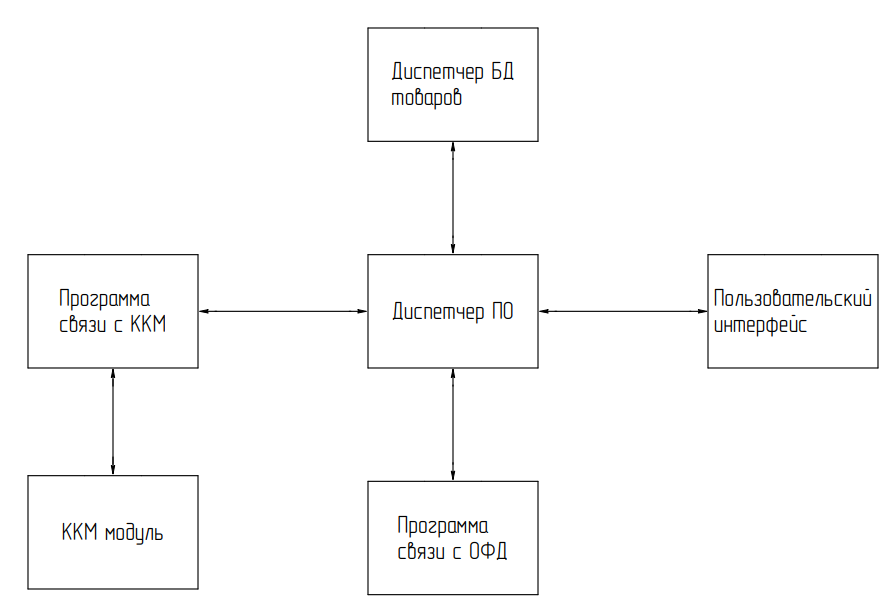 Диспетчер БД
товаров
Программа
связи с ККМ
Диспетчер ПО
Пользовательский
интерфейс
ККМ модуль
Программа
связи с ОФД